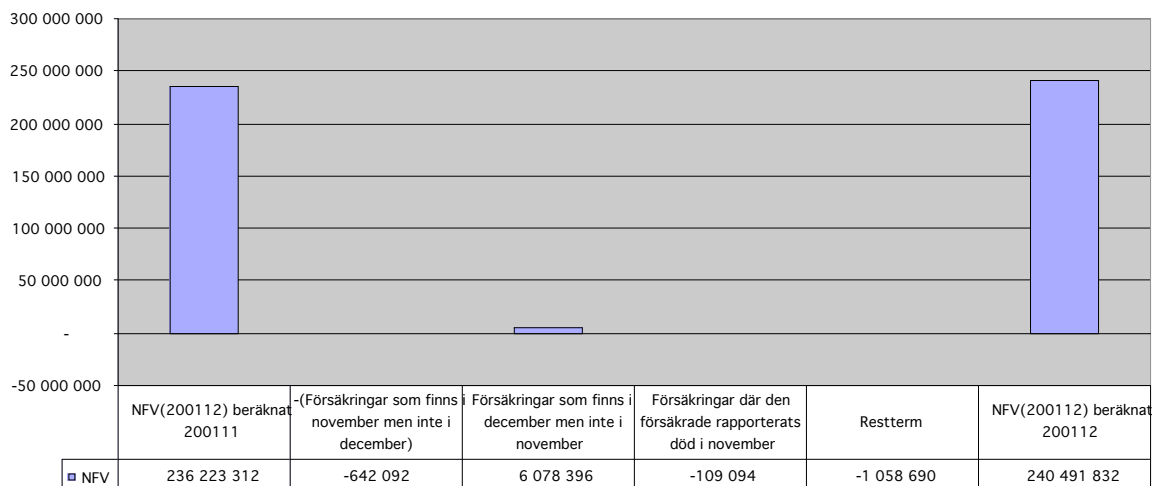 300 000 000
250 000 000
200 000 000
150 000 000
100 000 000
50 000 000
-
-50 000 000
NFV(200112) beräknat
200111
-(Försäkringar som finns i
november men inte i
december)
Försäkringar som finns i
december men inte i
november
Försäkringar där den
försäkrade rapporterats
död i november
Restterm
NFV(200112) beräknat
200112
NFV 236 223 312 -642 092 6 078 396 -109 094 -1 058 690 240 491 832